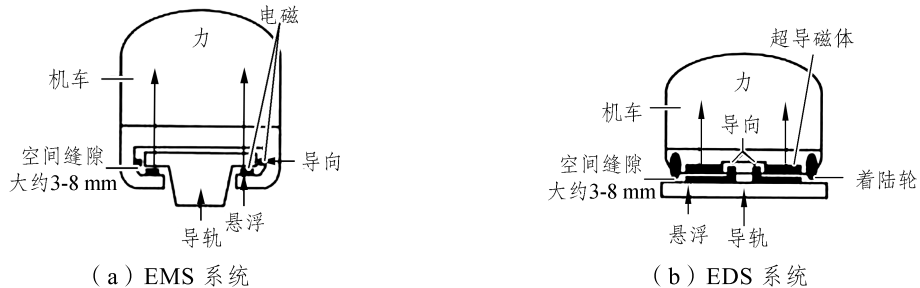 电磁
力
机车
空间缝隙
大约3-8 mm
导向
悬浮
导轨
（a）EMS 系统
超导磁体
力
机车
导向
空间缝隙
大约3-8 mm
着陆轮
悬浮
导轨
（b）EDS 系统